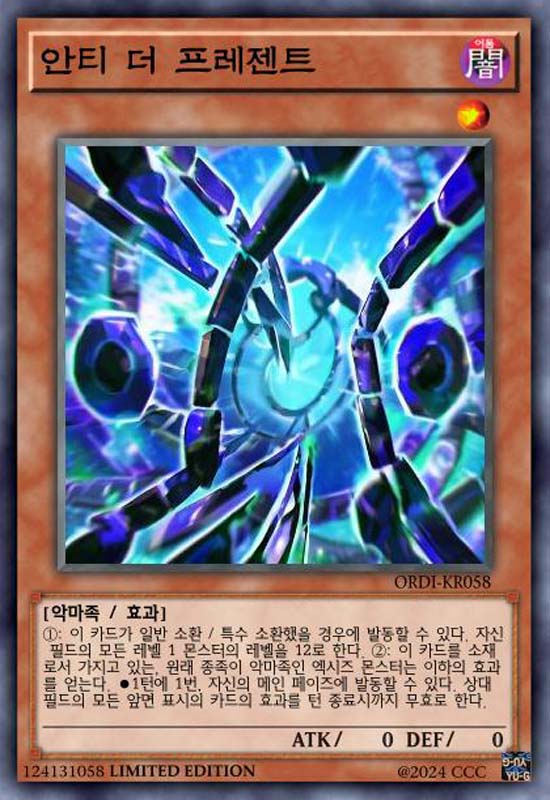 안티 더 프레젠트
어둠
闇
ORDI-KR058
[악마족 / 효과]
①: 이 카드가 일반 소환 / 특수 소환했을 경우에 발동할 수 있다. 자신
필드의 모든 레벨 1 몬스터의 레벨을 12로 한다. ②: 이 카드를 소재
로서 가지고 있는, 원래 종족이 악마족인 엑시즈 몬스터는 이하의 효과
를 얻는다. ●1턴에 1번, 자신의 메인 페이즈에 발동할 수 있다. 상대
필드의 모든 앞면 표시의 카드의 효과를 턴 종료시까지 무효로 한다.
ATK/ 0 DEF/ 0
124131058 LIMITED EDITION
©2024 CCC
YU-G